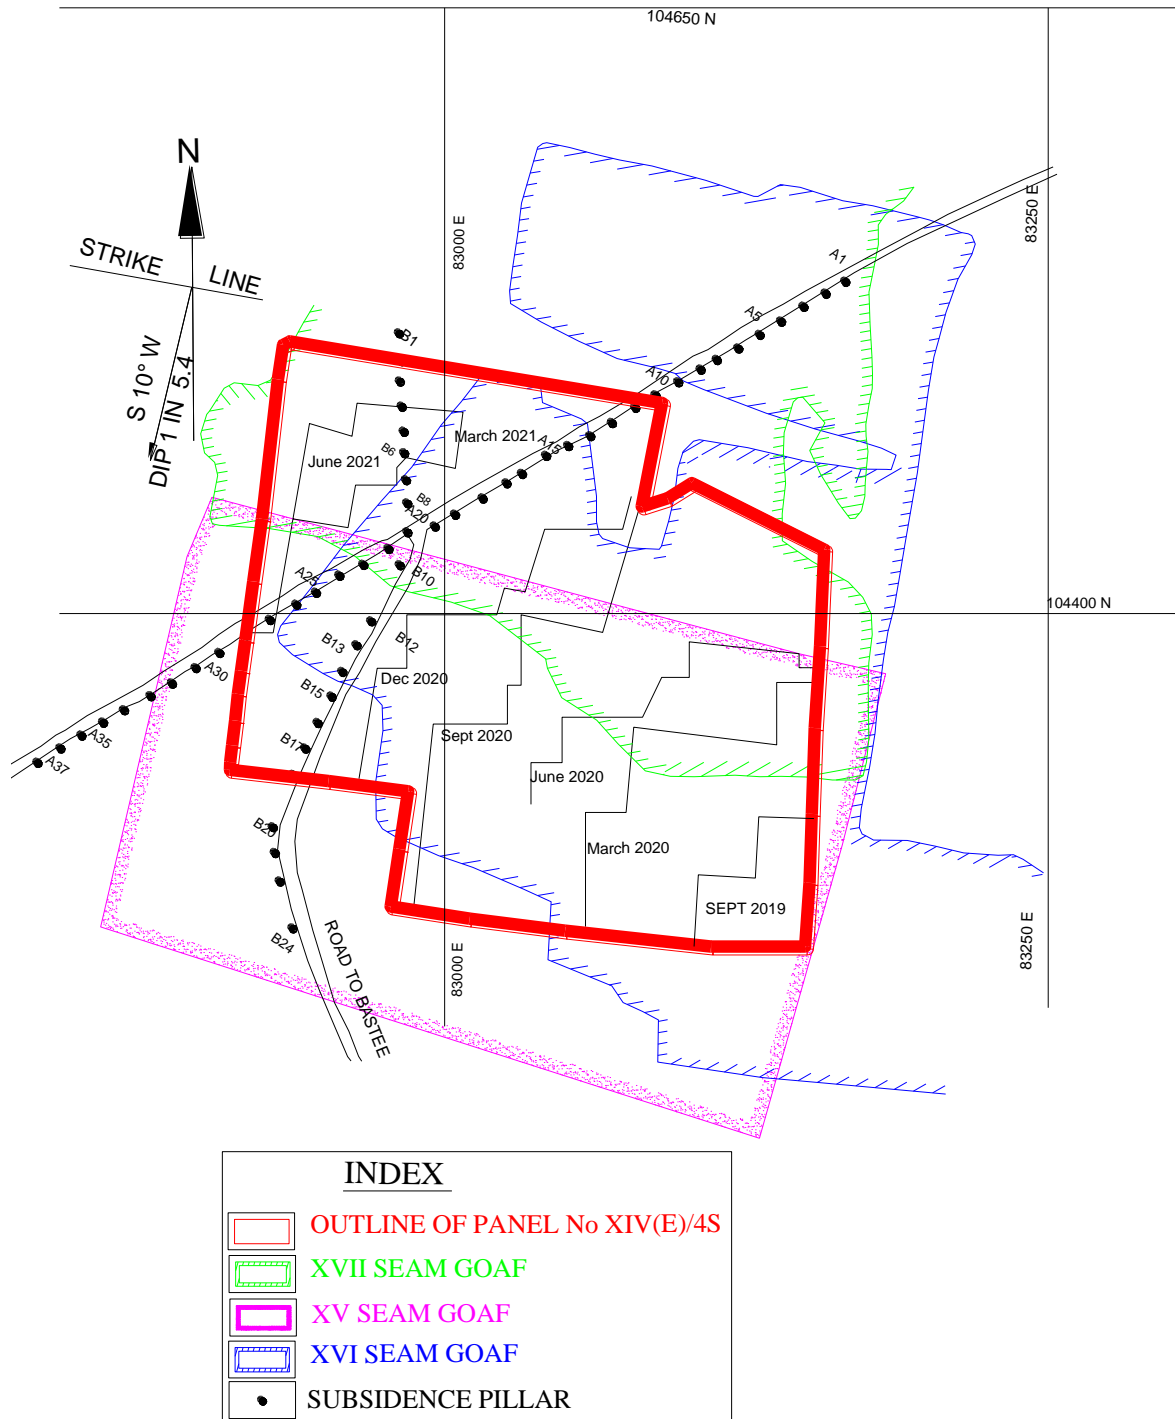 104650 N
N
STRIKE LINE
S 10° W
DIP 1 IN 5.4
83000 E
83250 E
A1
A5
A10
A15
A20
A25
A30
A35
A37
B1
B6
B8
B10
B12
B13
B15
B17
B20
B24
March 2021
June 2021
104400 N
Dec 2020
Sept 2020
June 2020
March 2020
SEPT 2019
83000 E
83250 E
ROAD TO BASTEE
INDEX
OUTLINE OF PANEL No XIV(E)/4S
XVII SEAM GOAF
XV SEAM GOAF
XVI SEAM GOAF
SUBSIDENCE PILLAR